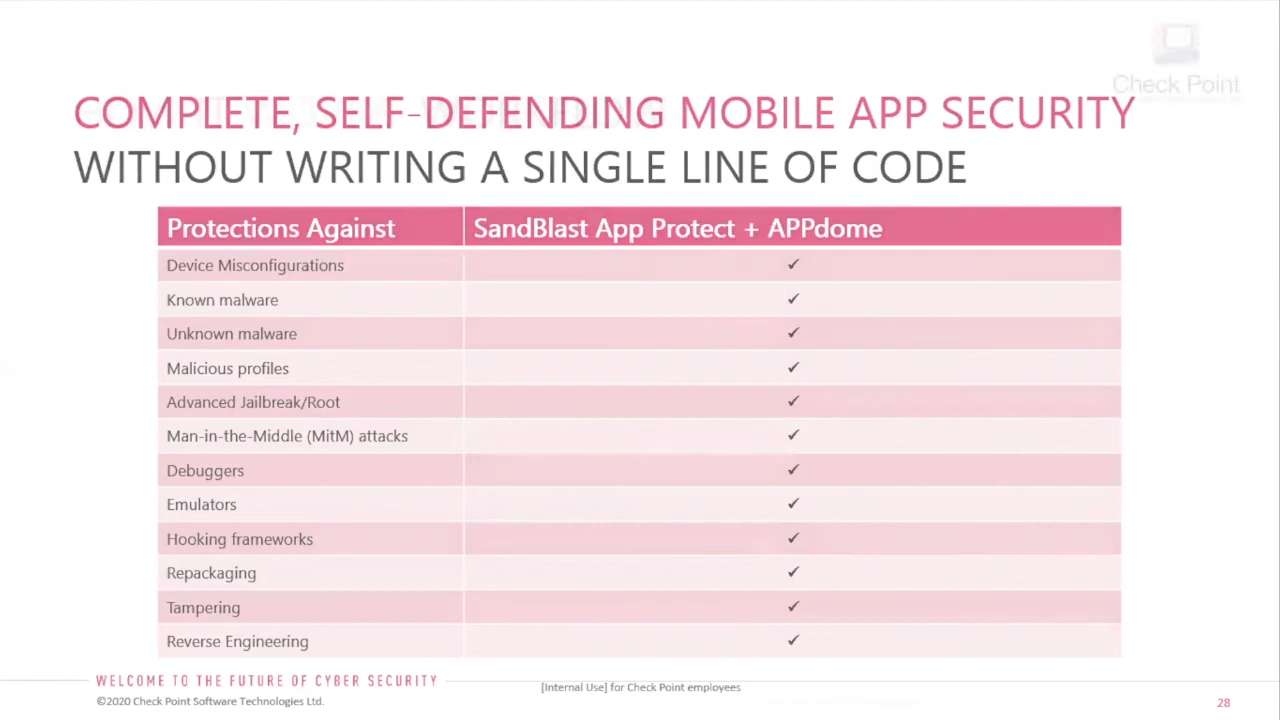 Check Point
COMPLETE, SELF-DEFENDING MOBILE APP SECURITY
WITHOUT WRITING A SINGLE LINE OF CODE
Protections Against SandBlast App Protect + APPdome
Device Misconfigurations ✓
Known malware ✓
Unknown malware ✓
Malicious profiles ✓
Advanced Jailbreak/Root ✓
Man-in-the-Middle (MitM) attacks ✓
Debuggers ✓
Emulators ✓
Hooking frameworks ✓
Repackaging ✓
Tampering ✓
Reverse Engineering ✓
WELCOME TO THE FUTURE OF CYBER SECURITY
©2020 Check Point Software Technologies Ltd.
[Internal Use] for Check Point employees
28